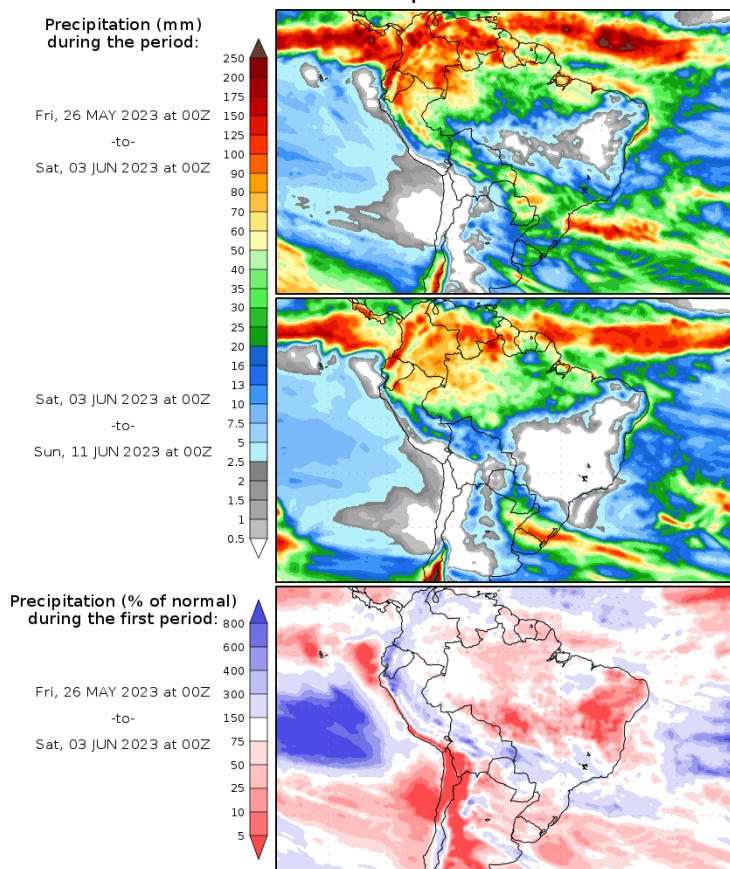 Precipitation (mm)
during the period:
Fri, 26 MAY 2023 at 00Z
-to-
Sat, 03 JUN 2023 at 00Z
Sat, 03 JUN 2023 at 00Z
-to-
Sun, 11 JUN 2023 at 00Z
250
200
175
150
125
100
90
80
70
60
50
40
35
30
25
20
16
13
10
7.5
5
2.5
2
1.5
1
0.5
Precipitation (% of normal)
during the first period:
Fri, 26 MAY 2023 at 00Z
-to-
Sat, 03 JUN 2023 at 00Z
800
600
400
300
150
75
50
25
10
5